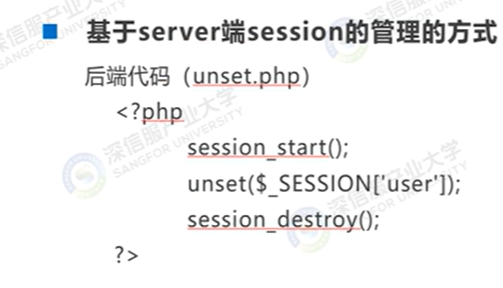 基于server端session的管理的方式
后端代码（unset.php）
<?php
session_start();
unset($_SESSION['user']);
session_destroy();
?>
深信服产业大学
SANGFOR UNIVERSITY
深信服产业大学
SANGFOR UNIVERSITY